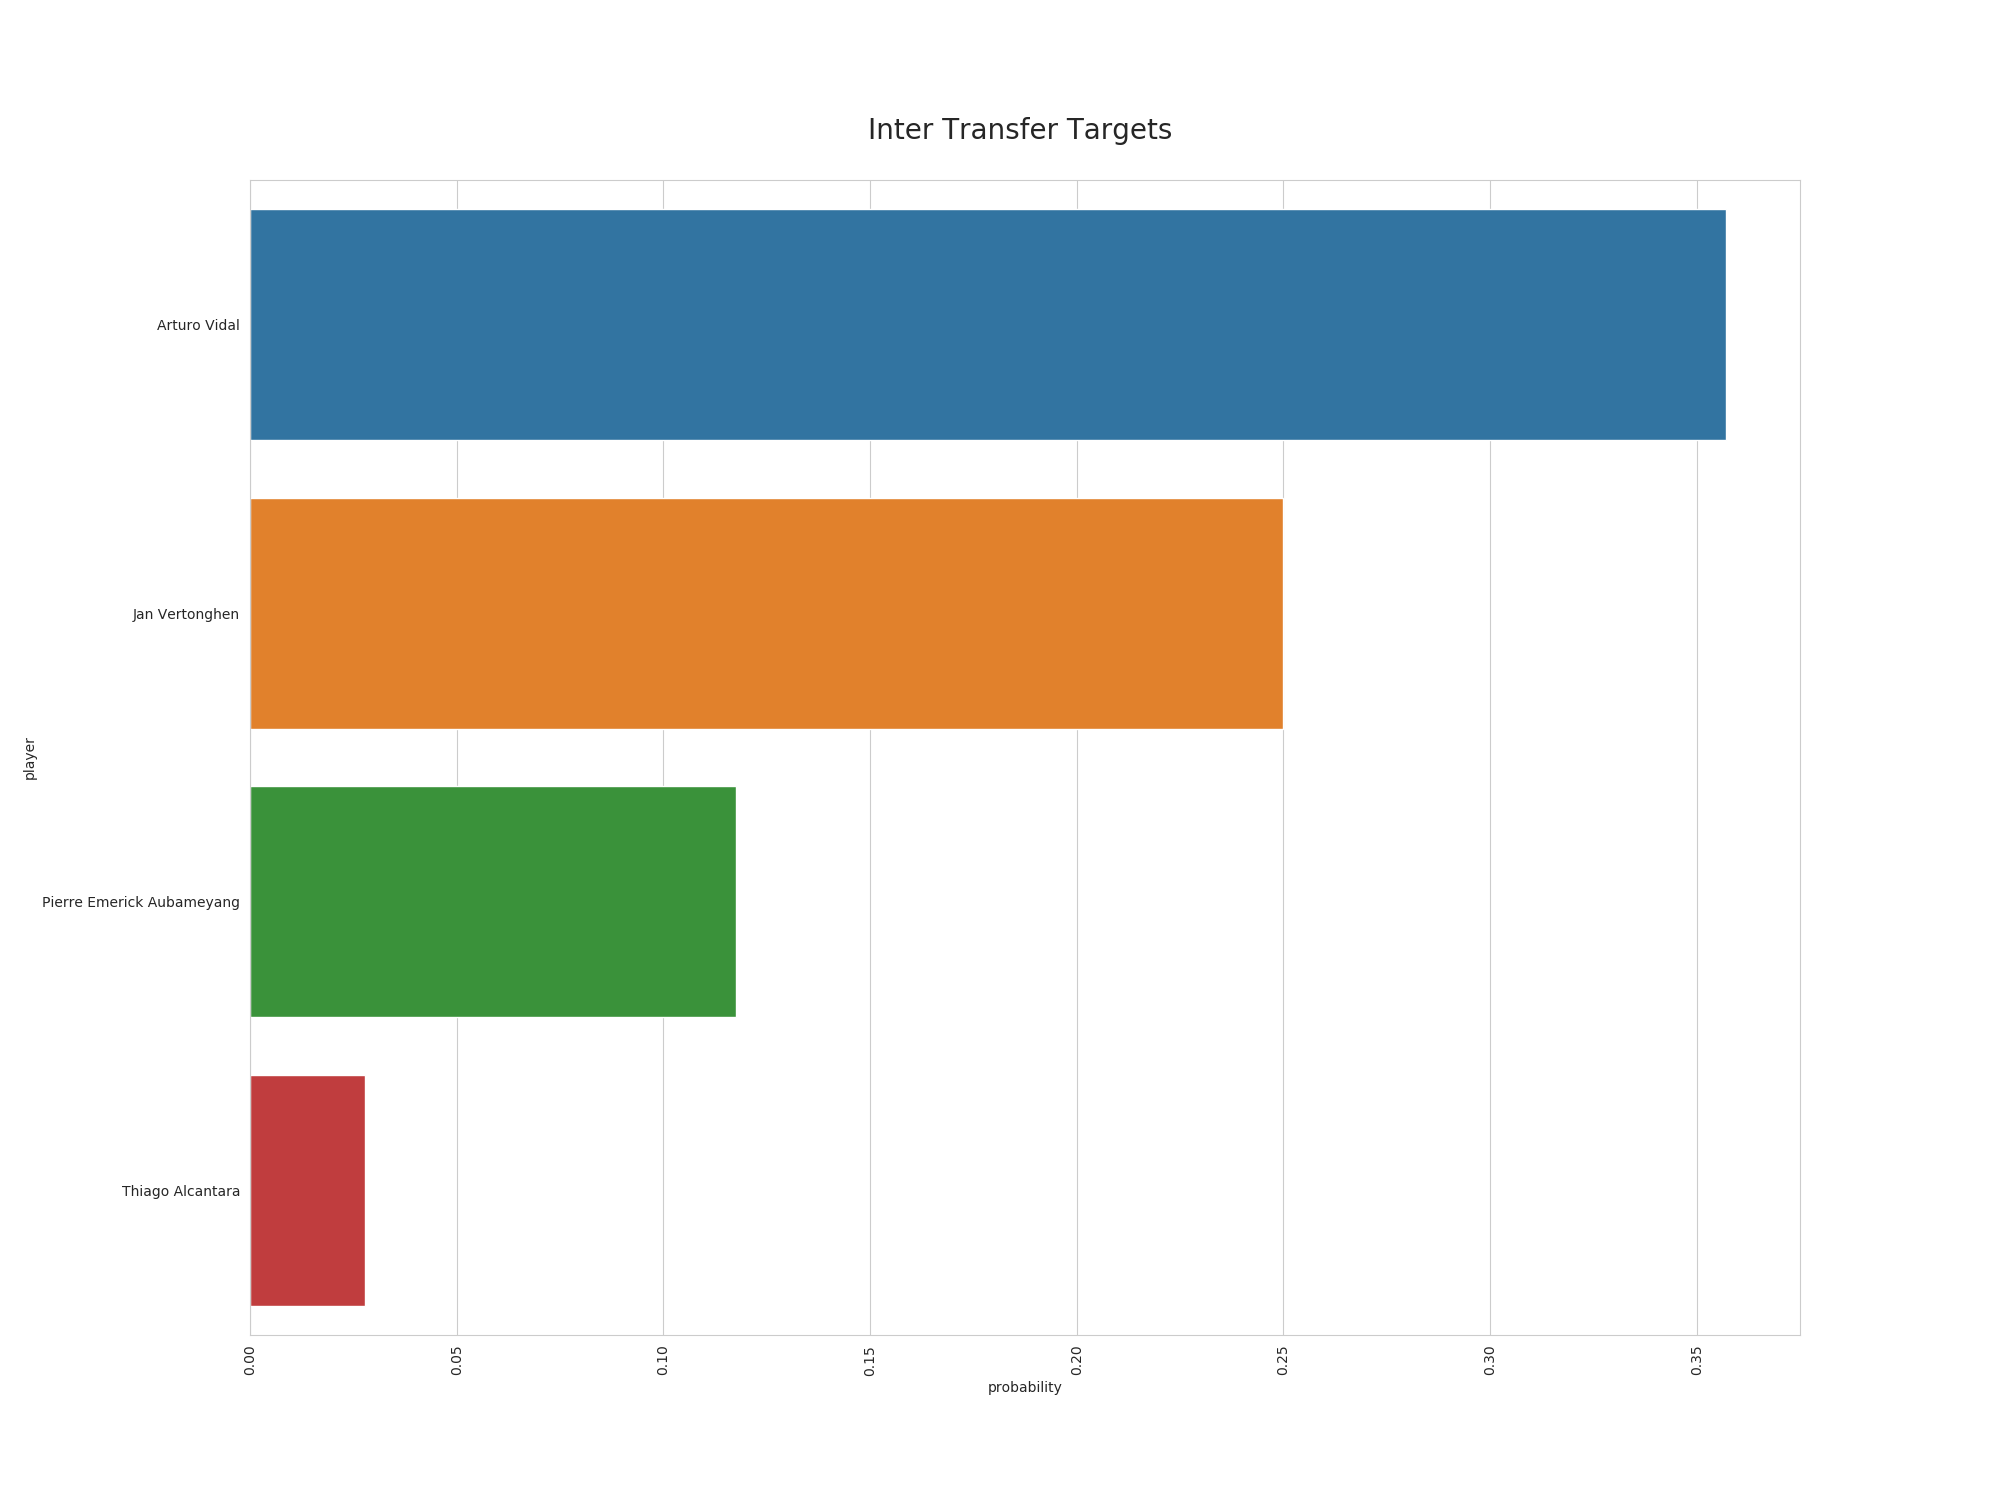 Inter Transfer Targets
Arturo Vidal
Jan Vertonghen
player
Pierre Emerick Aubameyang
Thiago Alcantara
0.00 0.05 0.10 0.15 0.20 0.25 0.30 0.35
probability